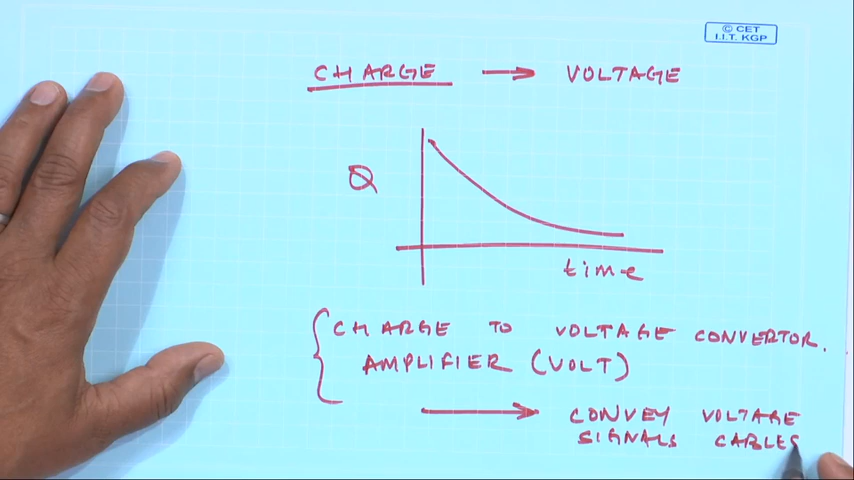 © CET
I.I.T. KGP
CHARGE → VOLTAGE
Q
time
CHARGE TO VOLTAGE CONVERTOR.
AMPLIFIER (VOLT)
→ CONVEY VOLTAGE
SIGNALS CABLES